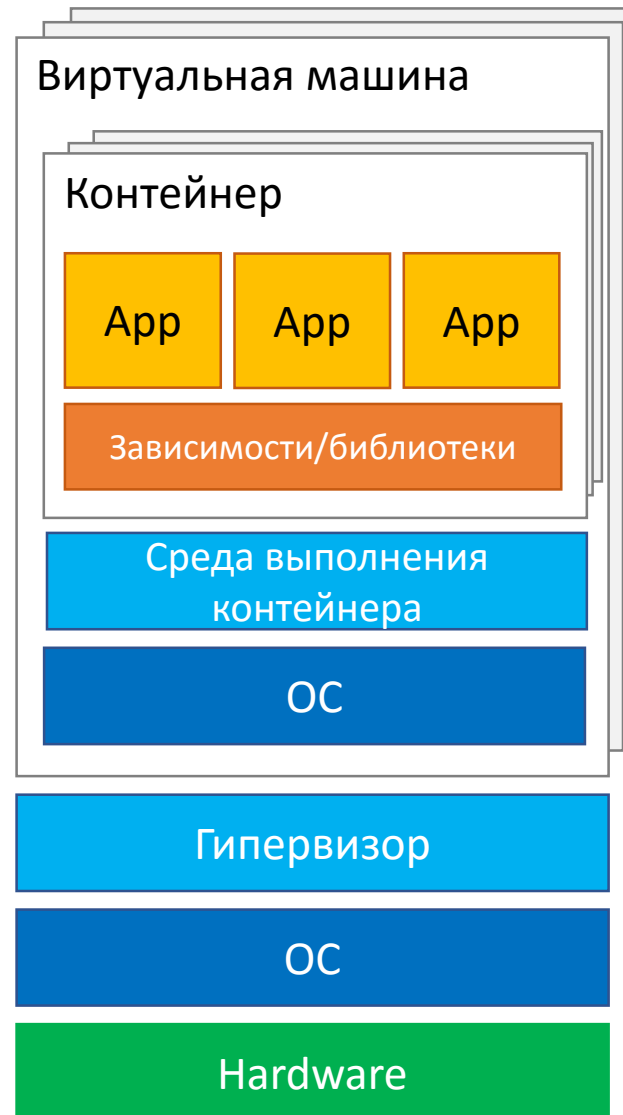 Виртуальная машина
Контейнер
App App App
Зависимости/библиотеки
Среда выполнения
контейнера
ОС
Гипервизор
ОС
Hardware